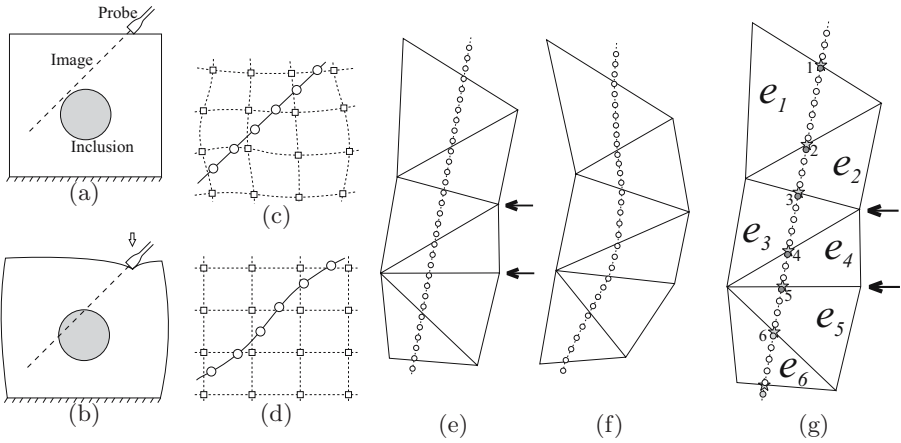 Probe
Image
Inclusion
(a)
(b)
(c)
(d)
(e)
(f)
1
e1
2
e2
3
e3
4
e4
5
e5
6
e6
(g)